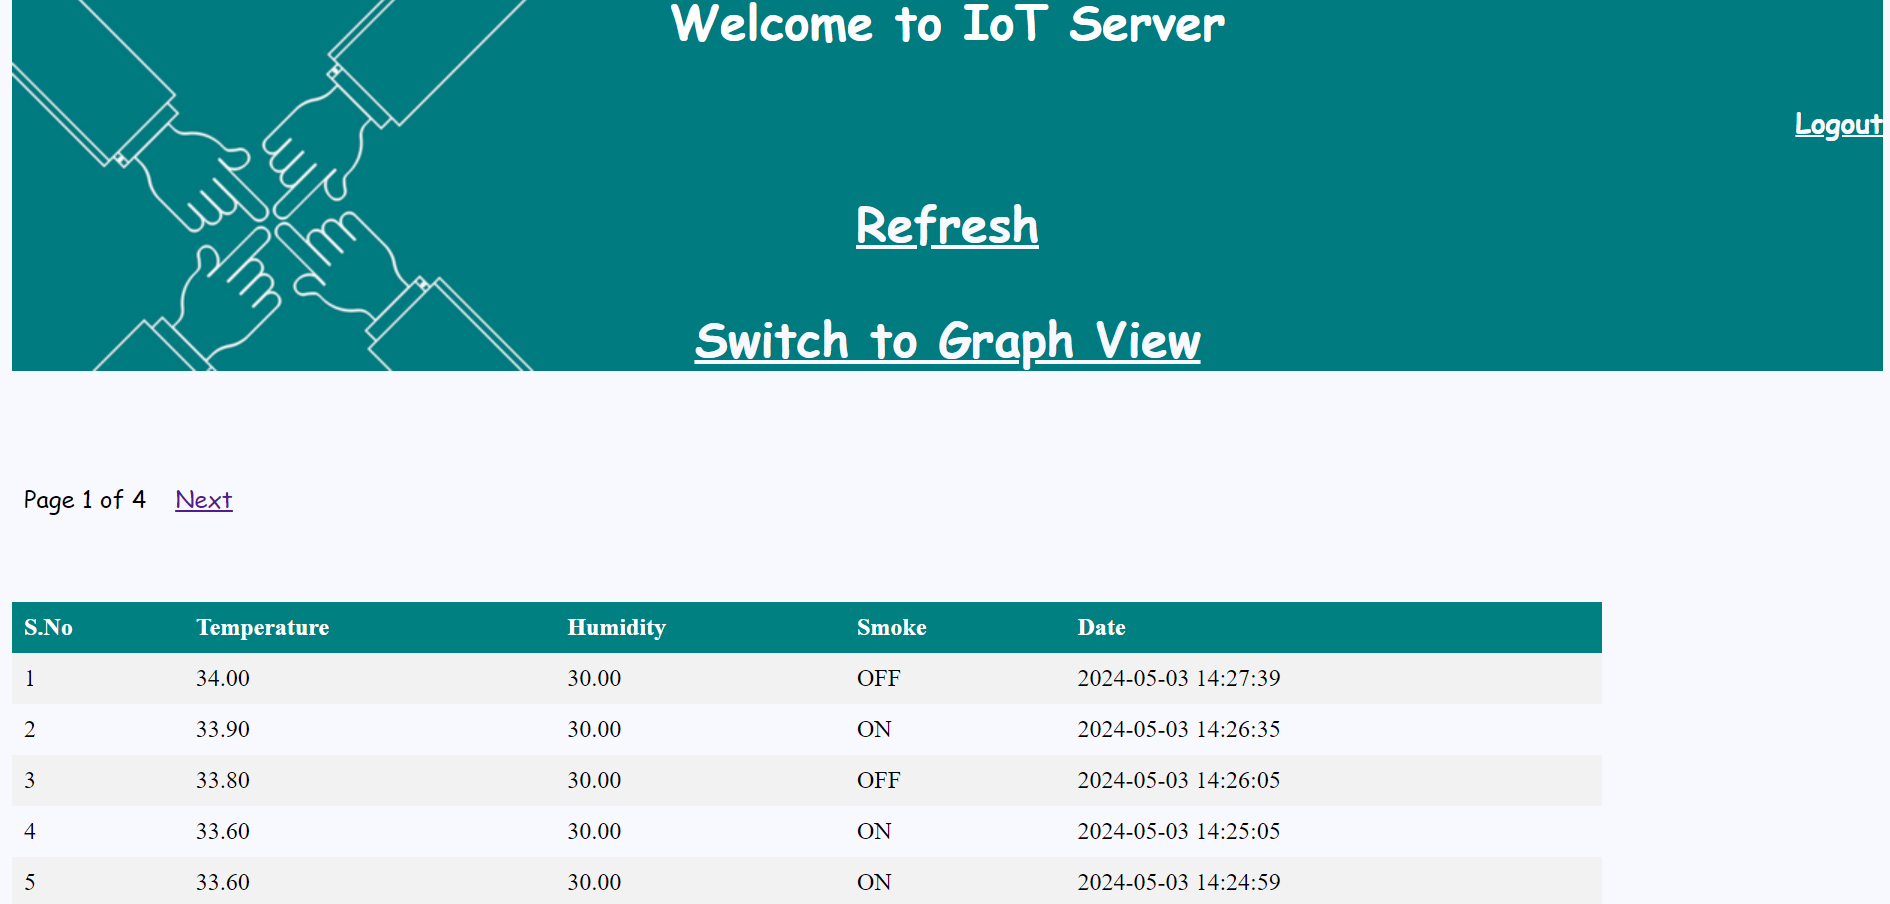 Welcome to IoT Server
Logout
Refresh
Switch to Graph View
Page 1 of 4 Next
S.No Temperature Humidity Smoke Date
1 34.00 30.00 OFF 2024-05-03 14:27:39
2 33.90 30.00 ON 2024-05-03 14:26:35
3 33.80 30.00 OFF 2024-05-03 14:26:05
4 33.60 30.00 ON 2024-05-03 14:25:05
5 33.60 30.00 ON 2024-05-03 14:24:59